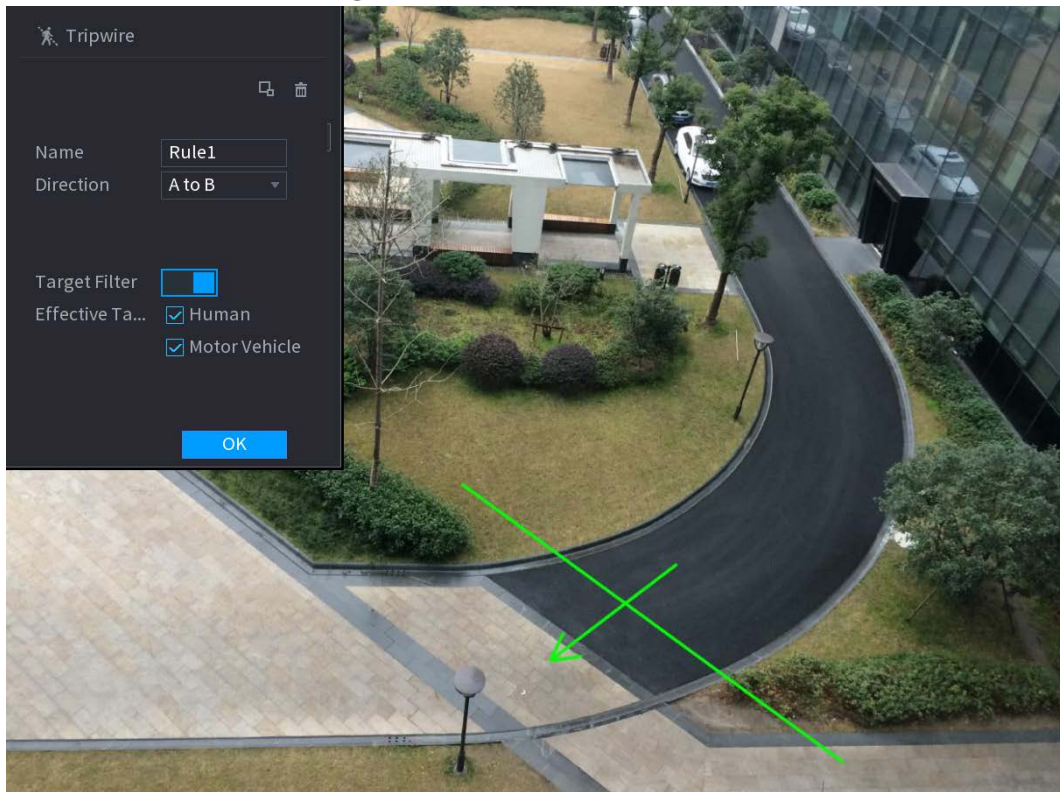 Tripwire
Name Rule1
Direction A to B
Target Filter
Effective Ta... Human
Motor Vehicle
OK